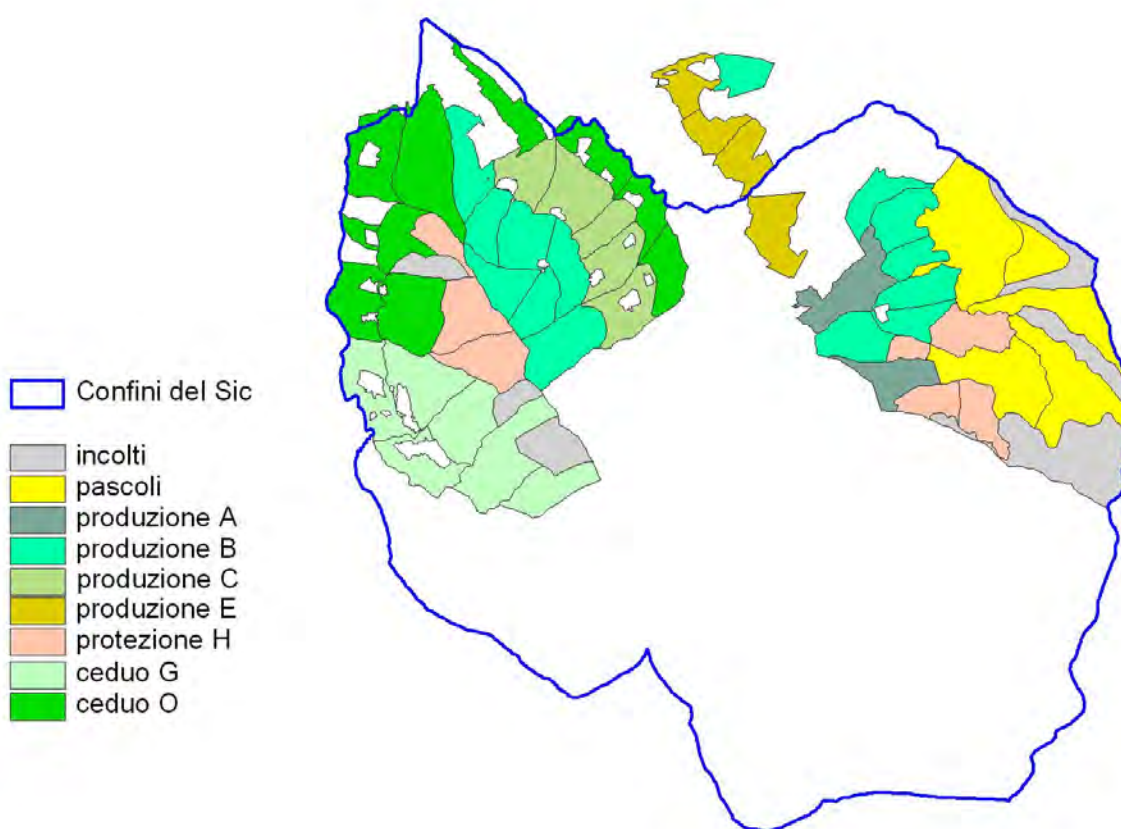 Confini del Sic
incolti
pascoli
produzione A
produzione B
produzione C
produzione E
protezione H
ceduo G
ceduo O